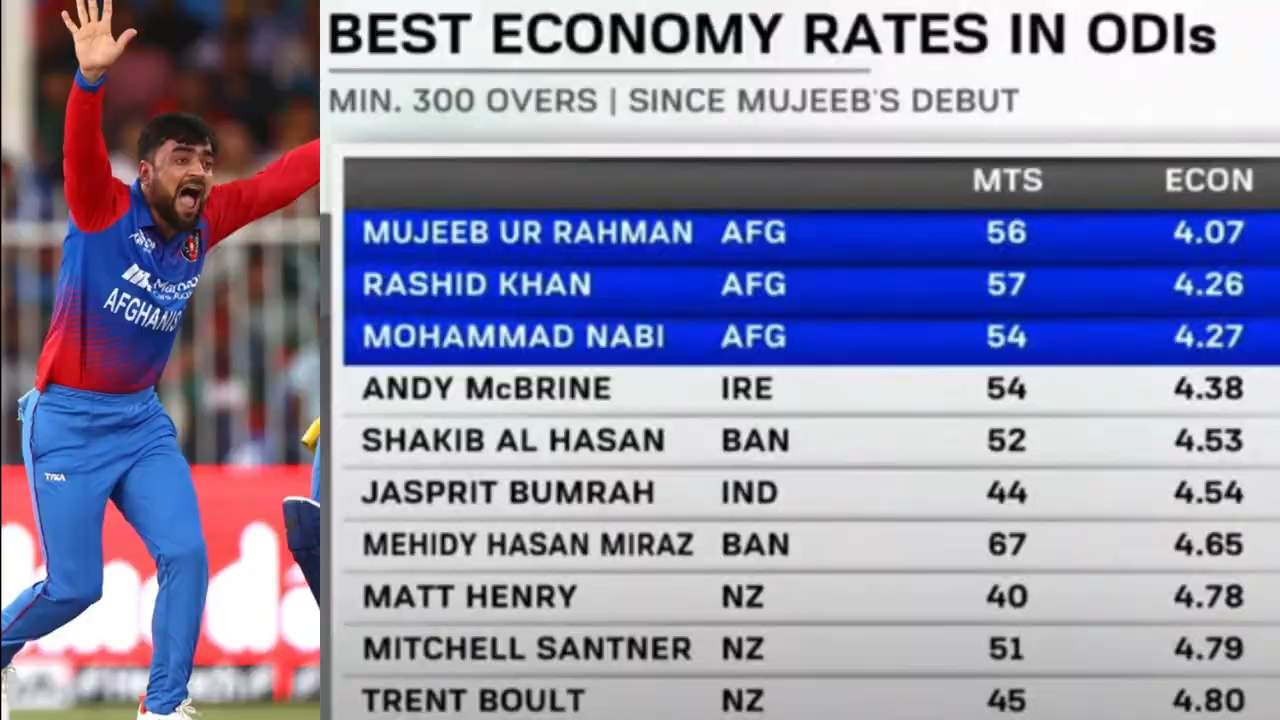 BEST ECONOMY RATES IN ODIs
MIN. 300 OVERS | SINCE MUJEEB'S DEBUT
MTS ECON
MUJEEB UR RAHMAN AFG 56 4.07
RASHID KHAN AFG 57 4.26
MOHAMMAD NABI AFG 54 4.27
ANDY McBRINE IRE 54 4.38
SHAKIB AL HASAN BAN 52 4.53
JASPRIT BUMRAH IND 44 4.54
MEHIDY HASAN MIRAZ BAN 67 4.65
MATT HENRY NZ 40 4.78
MITCHELL SANTNER NZ 51 4.79
TRENT BOULT NZ 45 4.80
AFGHANIS
TYKA